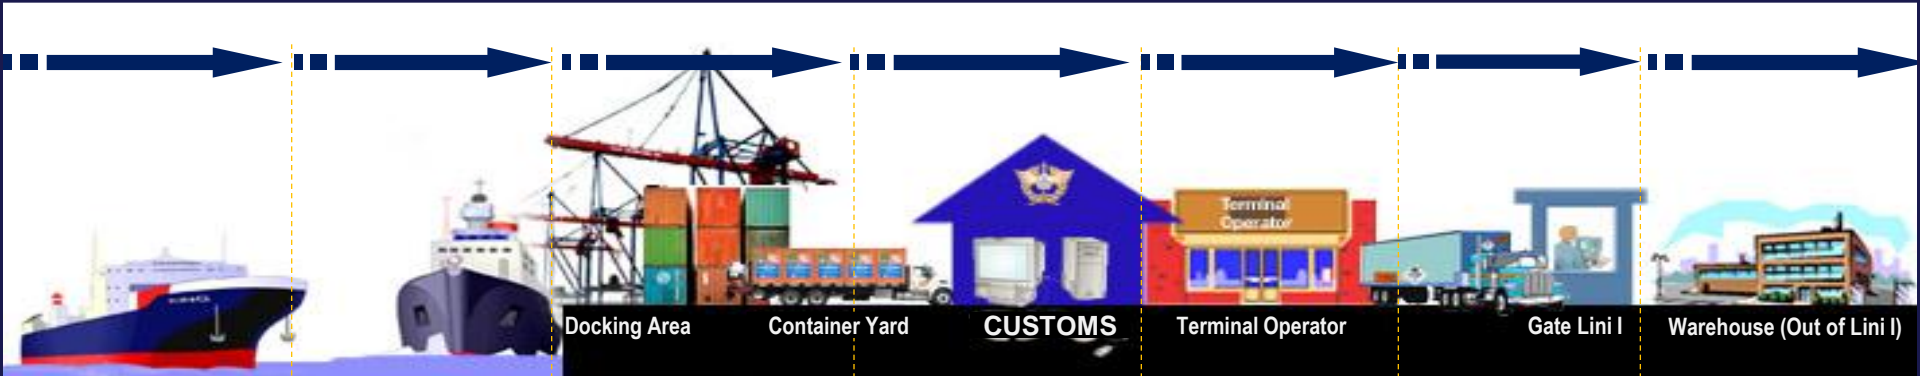 Terminal
Operator
Docking Area
Container Yard
CUSTOMS
Terminal Operator
Gate Lini I
Warehouse (Out of Lini I)